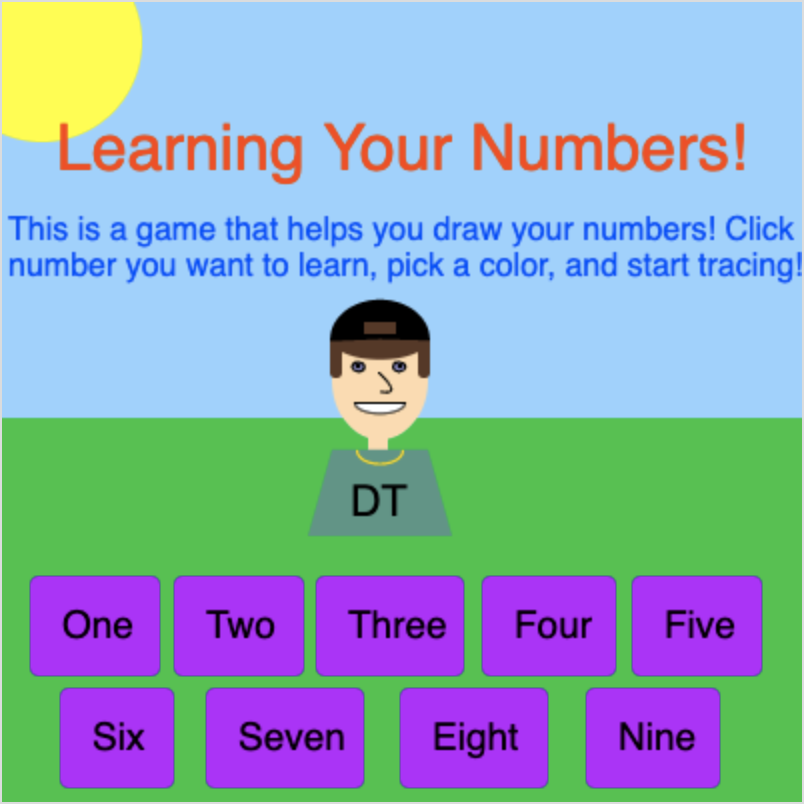 Learning Your Numbers!
This is a game that helps you draw your numbers! Click
number you want to learn, pick a color, and start tracing!
DT
One Two Three Four Five
Six Seven Eight Nine